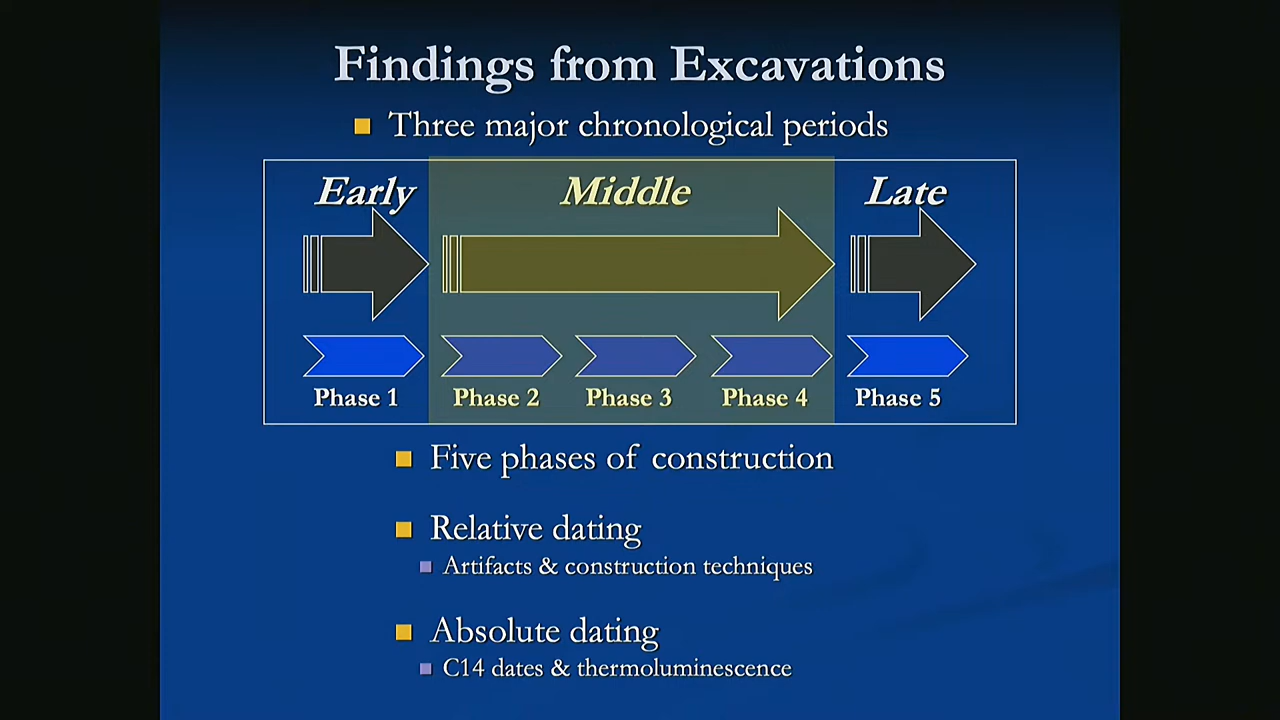 Findings from Excavations
Three major chronological periods
Early Middle Late
Phase 1 Phase 2 Phase 3 Phase 4 Phase 5
Five phases of construction
Relative dating
Artifacts & construction techniques
Absolute dating
C14 dates & thermoluminescence